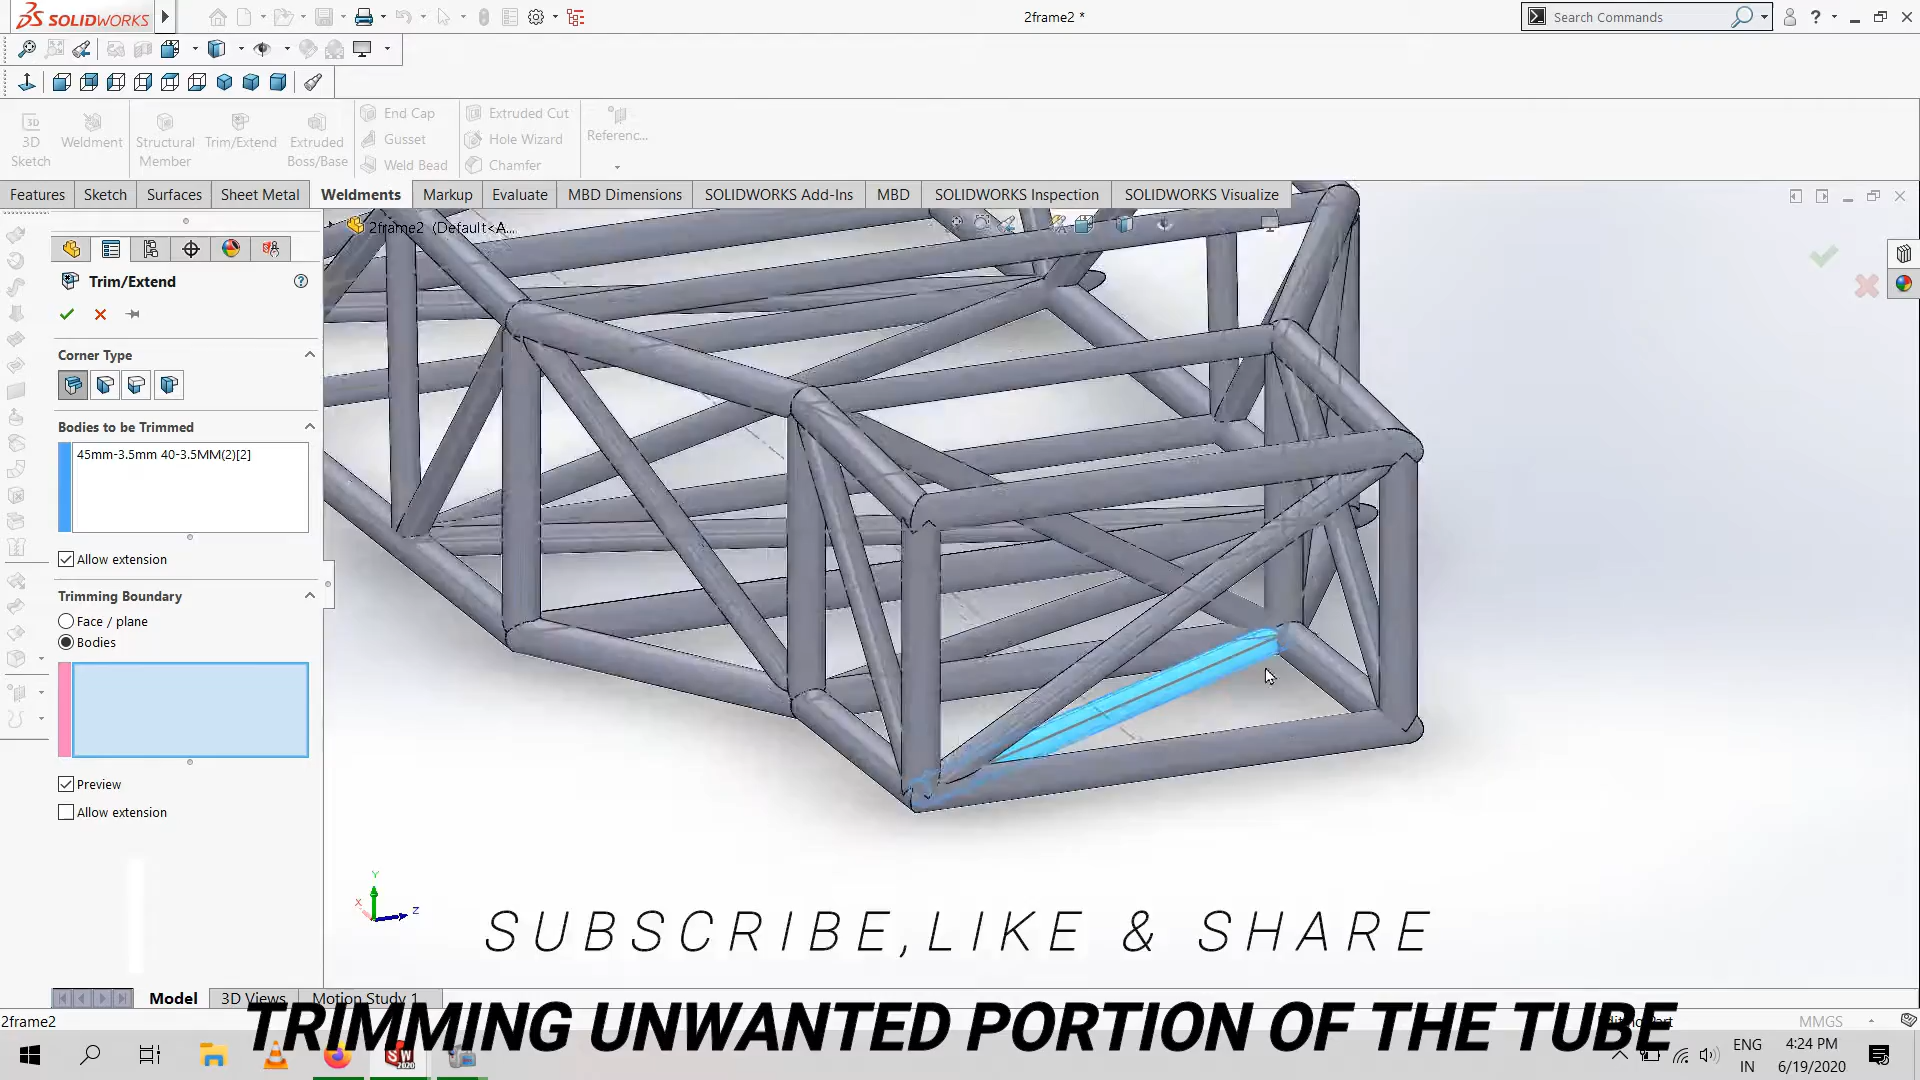 SOLIDWORKS
2frame2 *
Search Commands
3D Sketch
Weldment
Structural Member
Trim/Extend
Extruded Boss/Base
End Cap
Gusset
Weld Bead
Extruded Cut
Hole Wizard
Chamfer
Referenc...
Features Sketch Surfaces Sheet Metal Weldments Markup Evaluate MBD Dimensions SOLIDWORKS Add-Ins MBD SOLIDWORKS Inspection SOLIDWORKS Visualize
2frame2 (Default<A...
Trim/Extend
Corner Type
Bodies to be Trimmed
45mm-3.5mm 40-3.5MM(2)[2]
Allow extension
Trimming Boundary
Face / plane
Bodies
Preview
Allow extension
Y
X
Z
SUBSCRIBE,LIKE & SHARE
Model 3D Views Motion Study 1
TRIMMING UNWANTED PORTION OF THE TUBE
2frame2
MMGS
SW
2020
ENG
IN
4:24 PM
6/19/2020